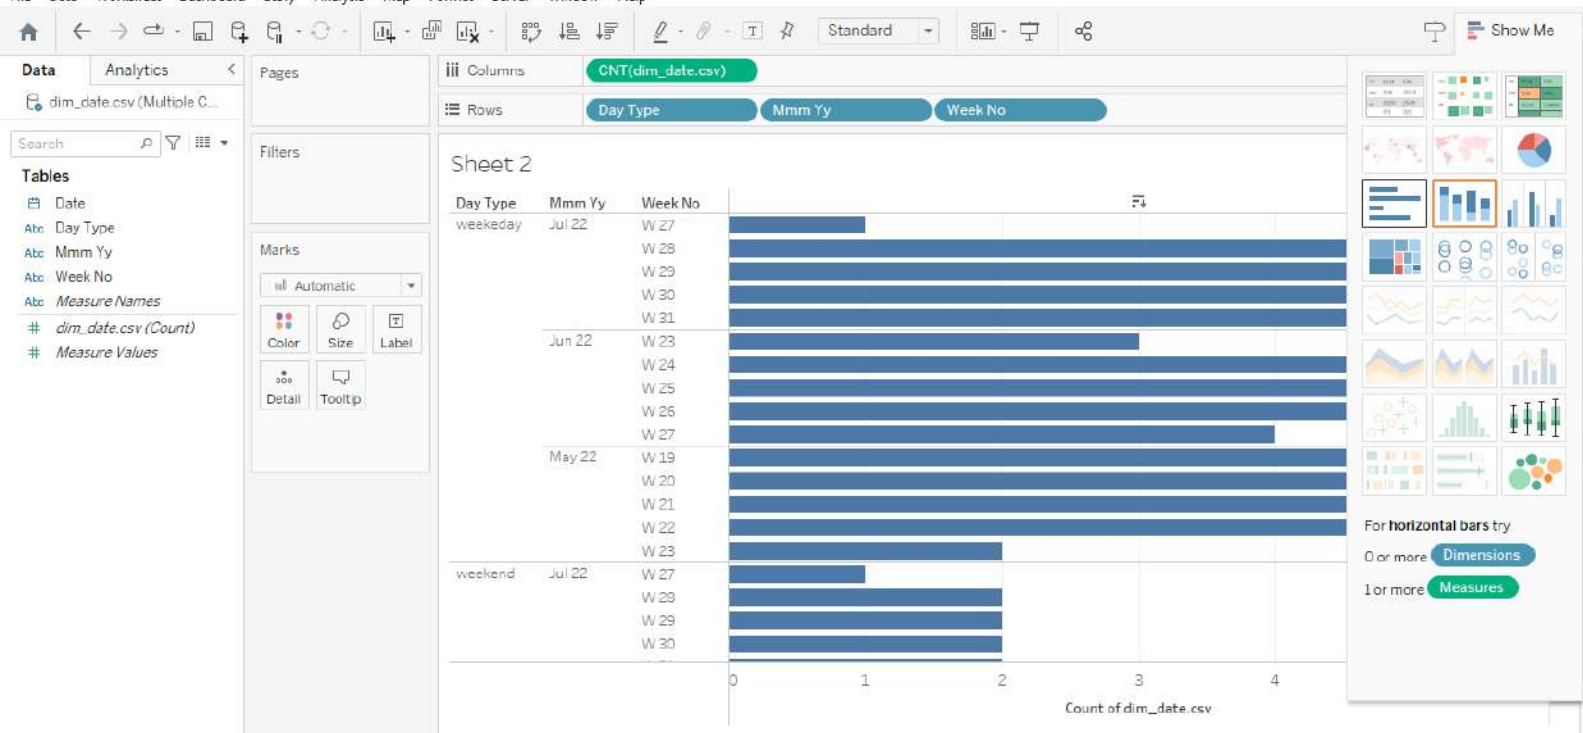 Standard
Show Me
Data
Analytics
dim_date.csv (Multiple C...
Search
Tables
Date
Abc Day Type
Abc Mmm Yy
Abc Week No
Abc Measure Names
# dim_date.csv (Count)
# Measure Values
Pages
Filters
Marks
Automatic
Color Size Label
Detail Tooltip
Columns
CNT(dim_date.csv)
Rows
Day Type Mmm Yy Week No
Sheet 2
Day Type Mmm Yy Week No
weekeday Jul 22 W 27
W 28
W 29
W 30
W 31
Jun 22 W 23
W 24
W 25
W 26
W 27
May 22 W 19
W 20
W 21
W 22
W 23
weekend Jul 22 W 27
W 28
W 29
W 30
0 1 2 3 4
Count of dim_date.csv
For horizontal bars try
0 or more Dimensions
1 or more Measures